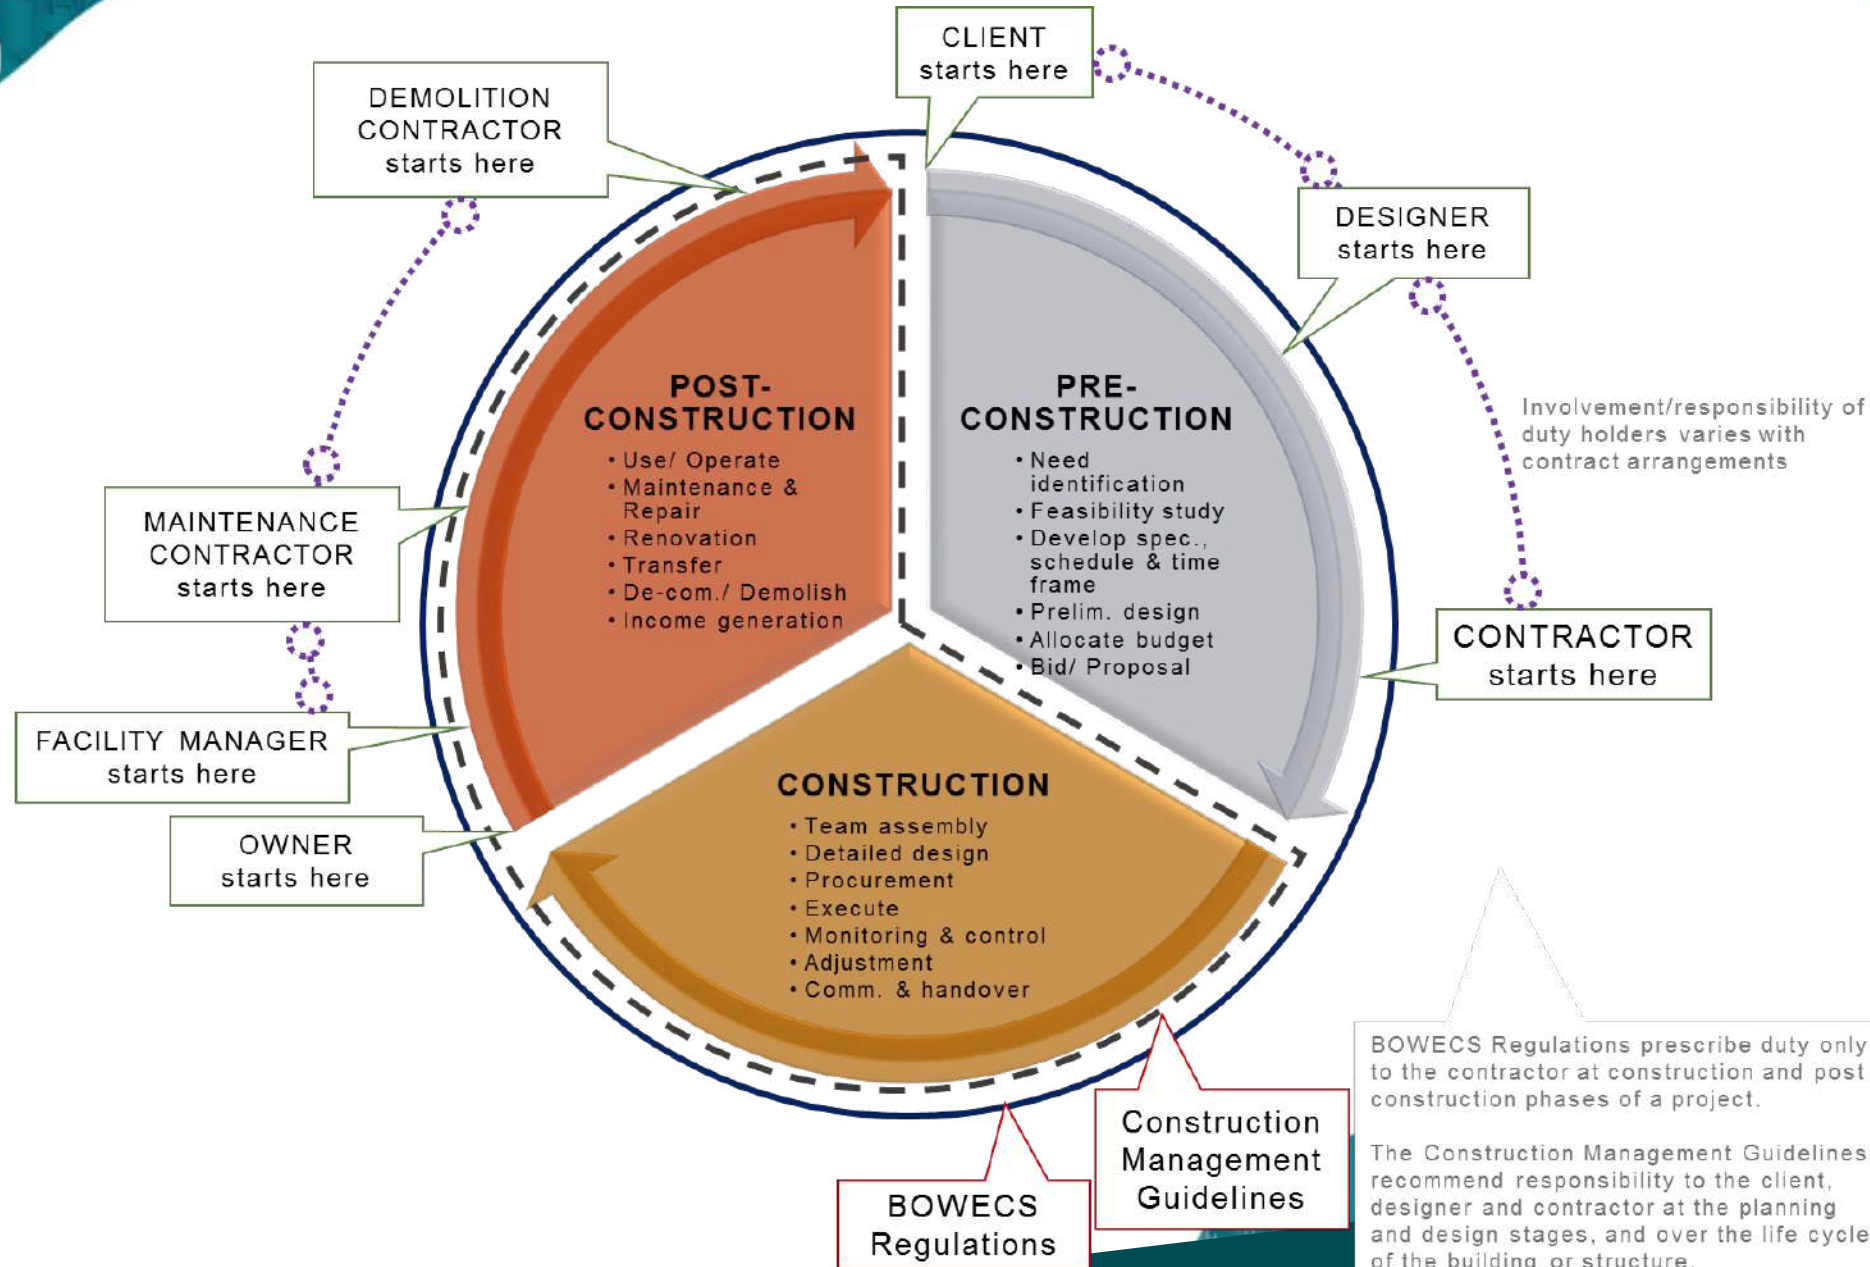 CLIENT
starts here
DEMOLITION
CONTRACTOR
starts here
DESIGNER
starts here
POST-
CONSTRUCTION
• Use/ Operate
• Maintenance &
Repair
• Renovation
• Transfer
• De-com./ Demolish
• Income generation
PRE-
CONSTRUCTION
• Need
identification
• Feasibility study
• Develop spec.,
schedule & time
frame
• Prelim. design
• Allocate budget
• Bid/ Proposal
Involvement/responsibility of
duty holders varies with
contract arrangements
MAINTENANCE
CONTRACTOR
starts here
CONTRACTOR
starts here
FACILITY MANAGER
starts here
OWNER
starts here
CONSTRUCTION
• Team assembly
• Detailed design
• Procurement
• Execute
• Monitoring & control
• Adjustment
• Comm. & handover
Construction
Management
Guidelines
BOWECS
Regulations
BOWECS Regulations prescribe duty only
to the contractor at construction and post
construction phases of a project.
The Construction Management Guidelines
recommend responsibility to the client,
designer and contractor at the planning
and design stages, and over the life cycle
of the building or structure.